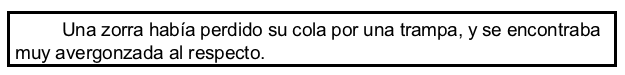 Una zorra había perdido su cola por una trampa, y se encontraba
muy avergonzada al respecto.